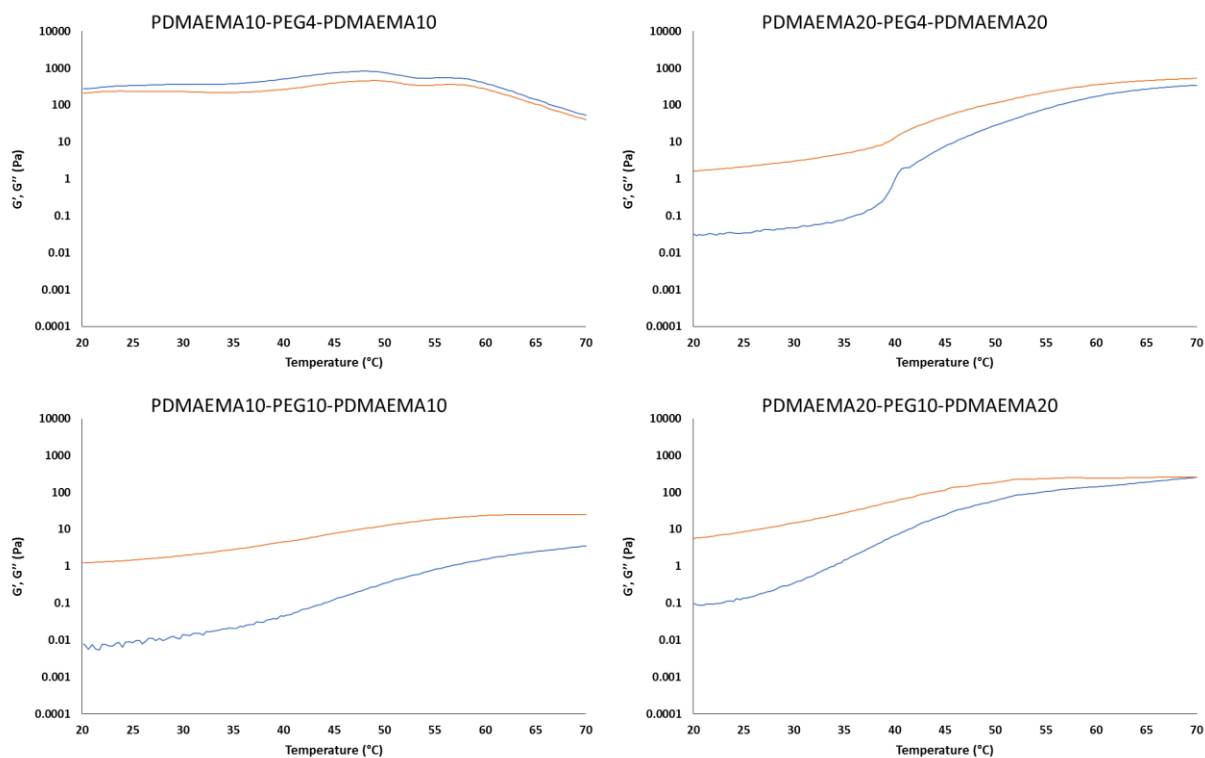 PDMAEMA10-PEG4-PDMAEMA10
10000
1000
100
10
1
0.1
0.01
0.001
0.0001
G′, G′′ (Pa)
20 25 30 35 40 45 50 55 60 65 70
Temperature (°C)
PDMAEMA20-PEG4-PDMAEMA20
10000
1000
100
10
1
0.1
0.01
0.001
0.0001
G′, G′′ (Pa)
20 25 30 35 40 45 50 55 60 65 70
Temperature (°C)
PDMAEMA10-PEG10-PDMAEMA10
10000
1000
100
10
1
0.1
0.01
0.001
0.0001
G′, G′′ (Pa)
20 25 30 35 40 45 50 55 60 65 70
Temperature (°C)
PDMAEMA20-PEG10-PDMAEMA20
10000
1000
100
10
1
0.1
0.01
0.001
0.0001
G′, G′′ (Pa)
20 25 30 35 40 45 50 55 60 65 70
Temperature (°C)